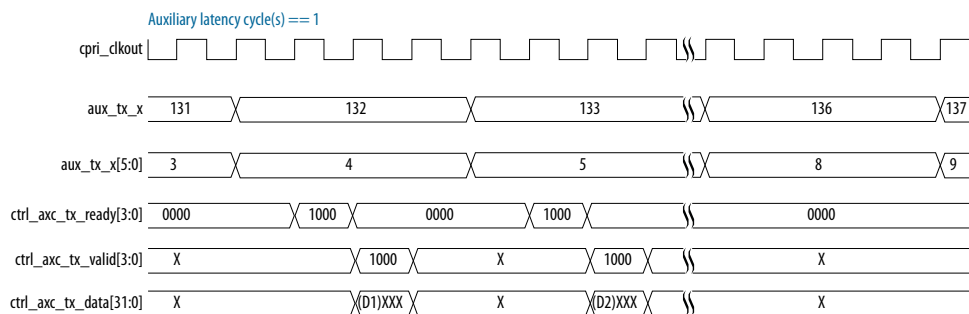 Auxiliary latency cycle(s) == 1
cpri_clkout
aux_tx_x 131 132 133 136 137
aux_tx_x[5:0] 3 4 5 8 9
ctrl_axc_tx_ready[3:0] 0000 1000 0000 1000 0000
ctrl_axc_tx_valid[3:0] X 1000 X 1000 X
ctrl_axc_tx_data[31:0] X (D1)XXX X (D2)XXX X